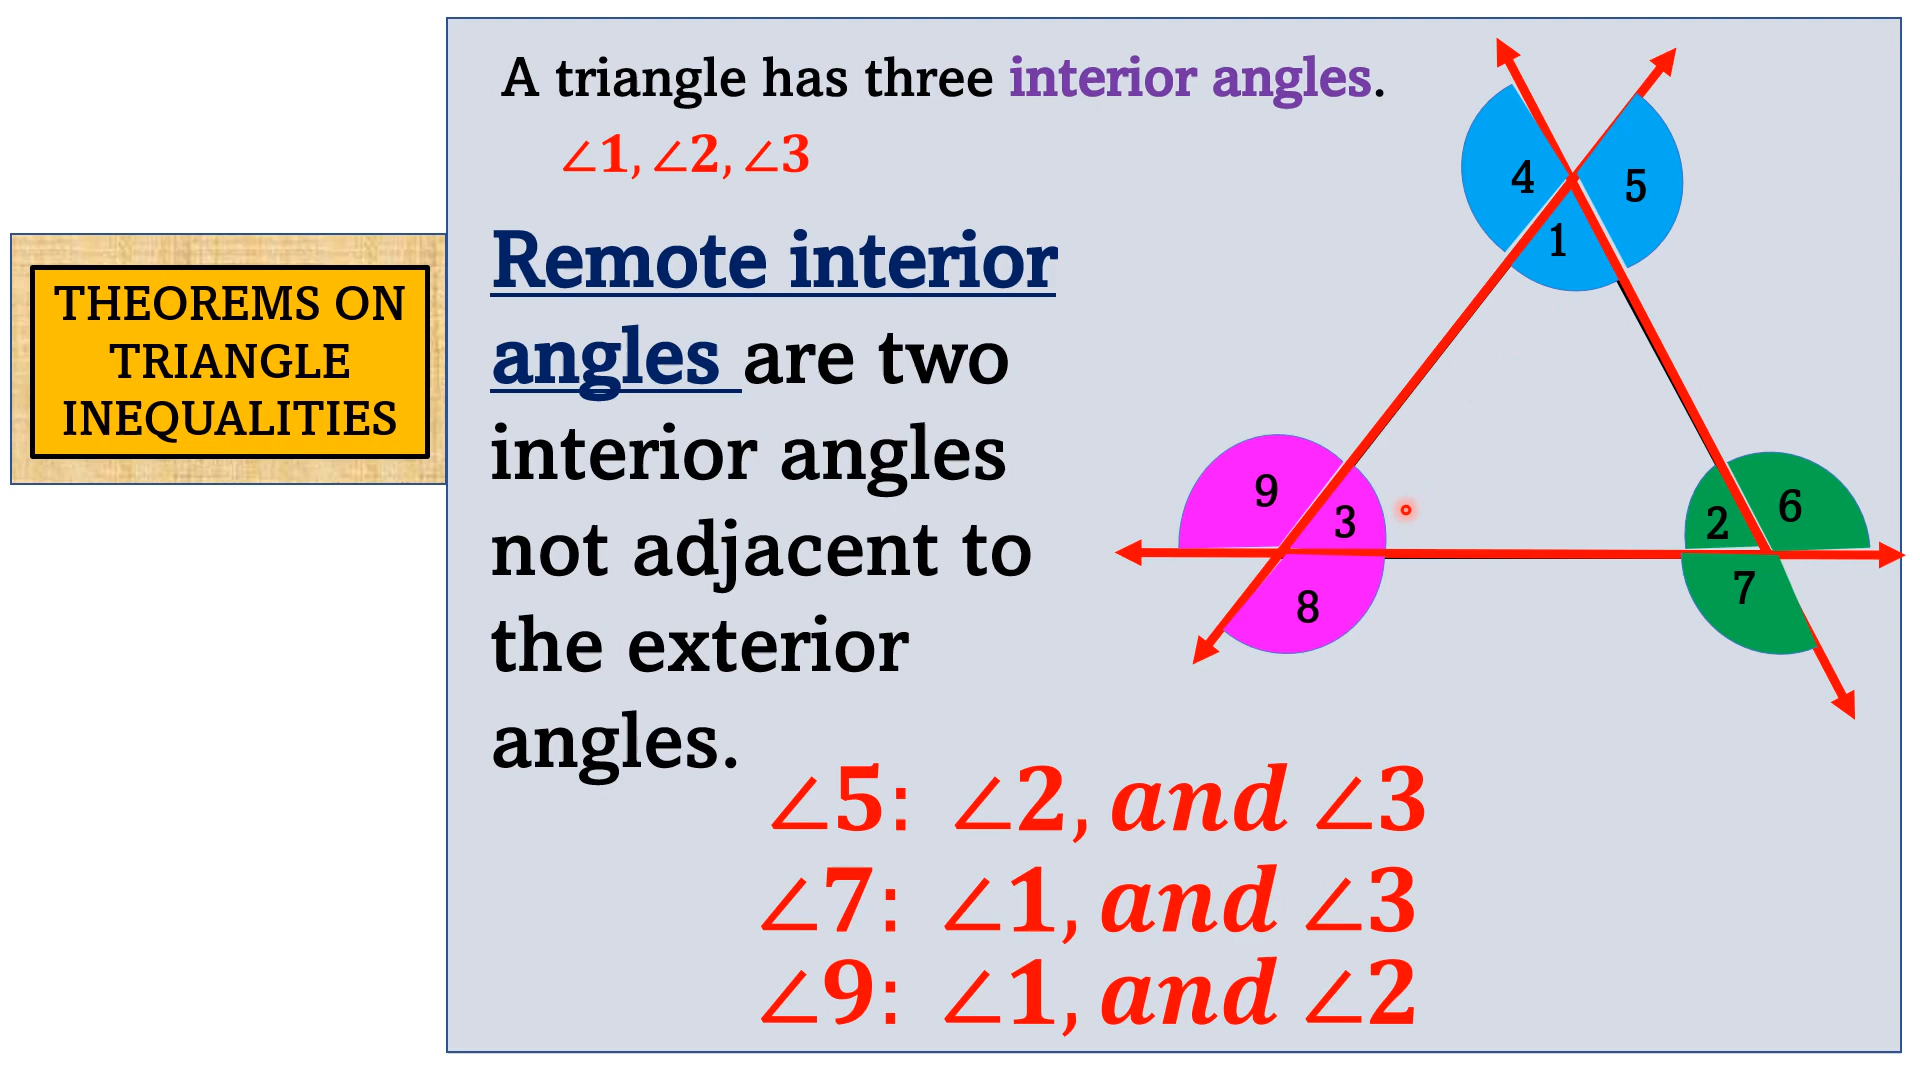 A triangle has three interior angles.
∠1, ∠2, ∠3
THEOREMS ON
TRIANGLE
INEQUALITIES
Remote interior
angles are two
interior angles
not adjacent to
the exterior
angles.
∠5: ∠2, and ∠3
∠7: ∠1, and ∠3
∠9: ∠1, and ∠2
4
5
1
9
3
2
6
7
8